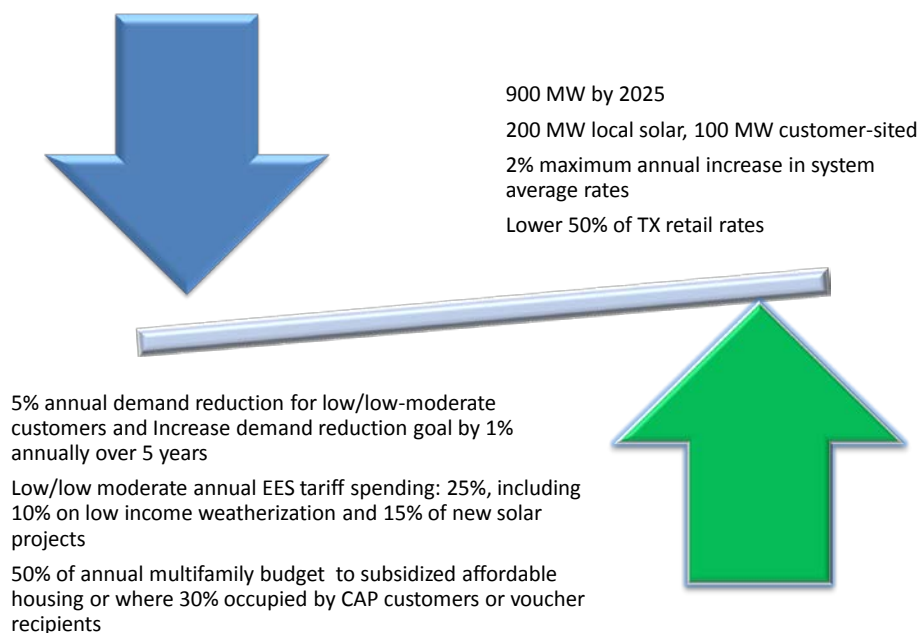 900 MW by 2025
200 MW local solar, 100 MW customer-sited
2% maximum annual increase in system
average rates
Lower 50% of TX retail rates
5% annual demand reduction for low/low-moderate
customers and Increase demand reduction goal by 1%
annually over 5 years
Low/low moderate annual EES tariff spending: 25%, including
10% on low income weatherization and 15% of new solar
projects
50% of annual multifamily budget  to subsidized affordable
housing or where 30% occupied by CAP customers or voucher
recipients